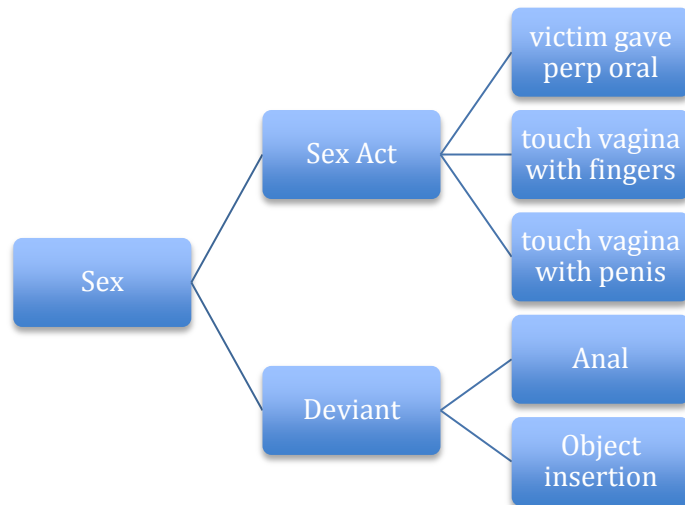 Sex
Sex Act
victim gave
perp oral
touch vagina
with fingers
touch vagina
with penis
Deviant
Anal
Object
insertion